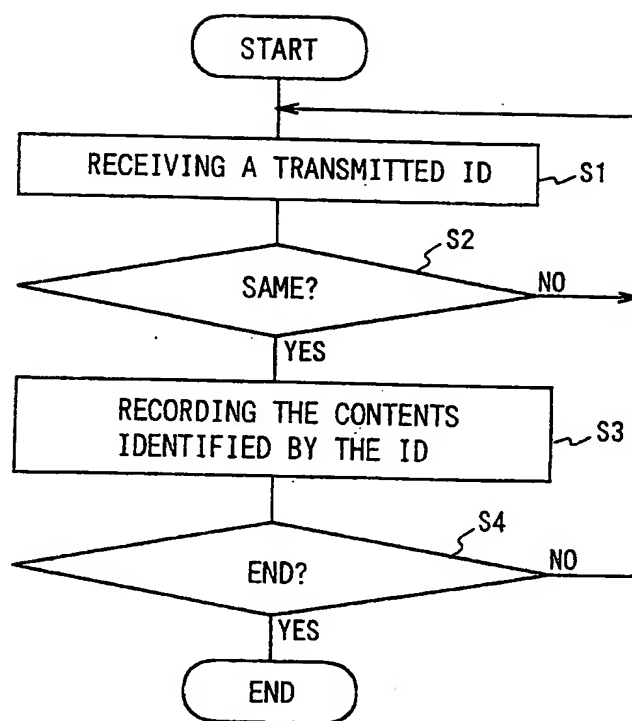 START
RECEIVING A TRANSMITTED ID
S1
S2
SAME?
NO
YES
RECORDING THE CONTENTS
IDENTIFIED BY THE ID
S3
S4
END?
NO
YES
END